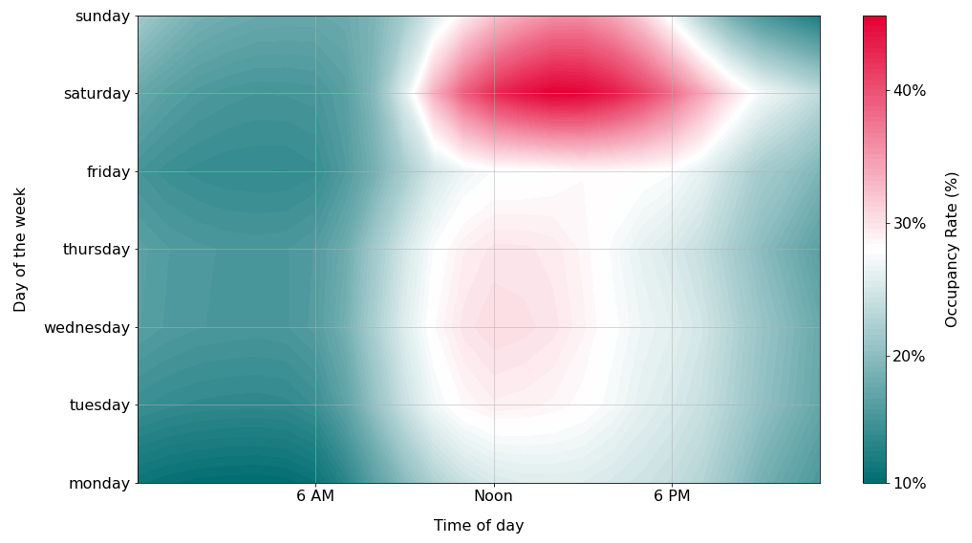 sunday
saturday
friday
thursday
wednesday
tuesday
monday
Day of the week
6 AM
Noon
6 PM
Time of day
40%
30%
20%
10%
Occupancy Rate (%)